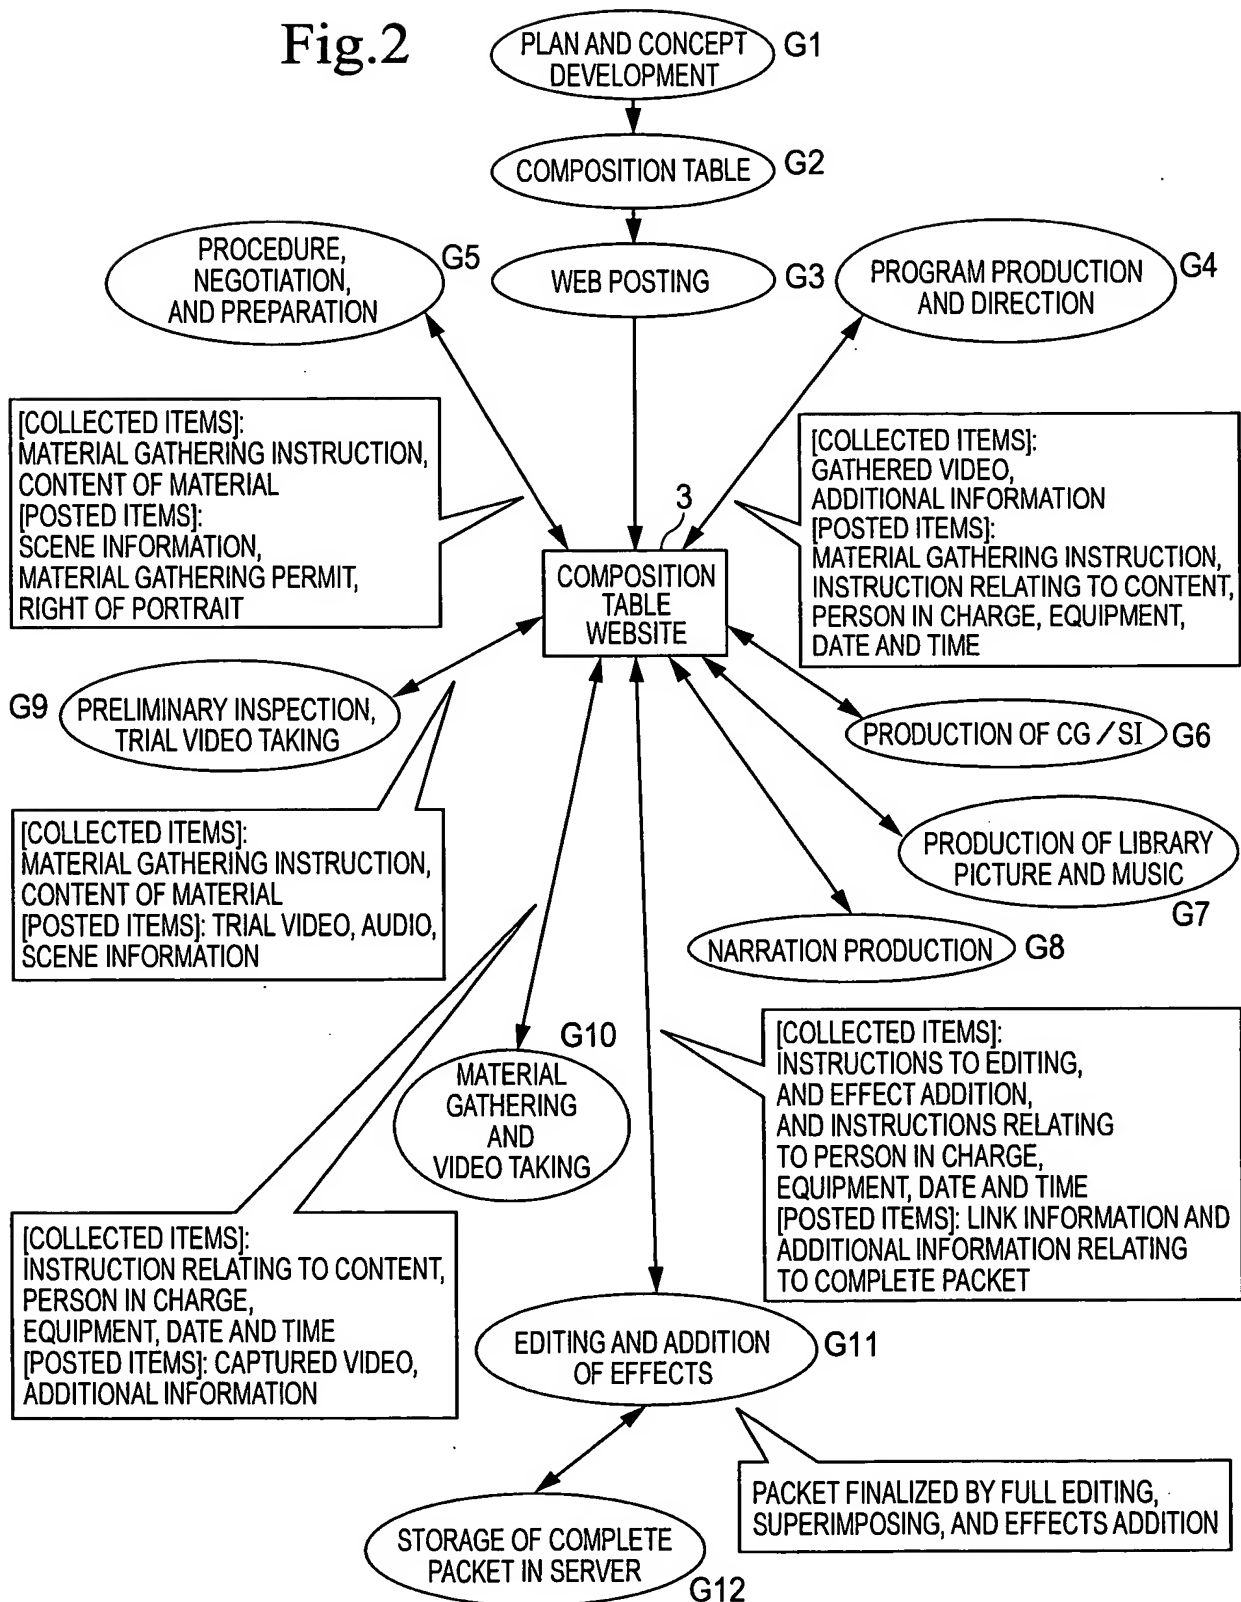 Fig.2
PLAN AND CONCEPT
DEVELOPMENT
G1
COMPOSITION TABLE
G2
WEB POSTING
G3
PROCEDURE,
NEGOTIATION,
AND PREPARATION
G5
PROGRAM PRODUCTION
AND DIRECTION
G4
[COLLECTED ITEMS]:
MATERIAL GATHERING INSTRUCTION,
CONTENT OF MATERIAL
[POSTED ITEMS]:
SCENE INFORMATION,
MATERIAL GATHERING PERMIT,
RIGHT OF PORTRAIT
[COLLECTED ITEMS]:
GATHERED VIDEO,
ADDITIONAL INFORMATION
[POSTED ITEMS]:
MATERIAL GATHERING INSTRUCTION,
INSTRUCTION RELATING TO CONTENT,
PERSON IN CHARGE, EQUIPMENT,
DATE AND TIME
3
COMPOSITION
TABLE
WEBSITE
G9
PRELIMINARY INSPECTION,
TRIAL VIDEO TAKING
PRODUCTION OF CG/SI
G6
[COLLECTED ITEMS]:
MATERIAL GATHERING INSTRUCTION,
CONTENT OF MATERIAL
[POSTED ITEMS]: TRIAL VIDEO, AUDIO,
SCENE INFORMATION
PRODUCTION OF LIBRARY
PICTURE AND MUSIC
G7
NARRATION PRODUCTION
G8
G10
MATERIAL
GATHERING
AND
VIDEO TAKING
[COLLECTED ITEMS]:
INSTRUCTIONS TO EDITING,
AND EFFECT ADDITION,
AND INSTRUCTIONS RELATING
TO PERSON IN CHARGE,
EQUIPMENT, DATE AND TIME
[POSTED ITEMS]: LINK INFORMATION AND
ADDITIONAL INFORMATION RELATING
TO COMPLETE PACKET
[COLLECTED ITEMS]:
INSTRUCTION RELATING TO CONTENT,
PERSON IN CHARGE,
EQUIPMENT, DATE AND TIME
[POSTED ITEMS]: CAPTURED VIDEO,
ADDITIONAL INFORMATION
EDITING AND ADDITION
OF EFFECTS
G11
PACKET FINALIZED BY FULL EDITING,
SUPERIMPOSING, AND EFFECTS ADDITION
STORAGE OF COMPLETE
PACKET IN SERVER
G12